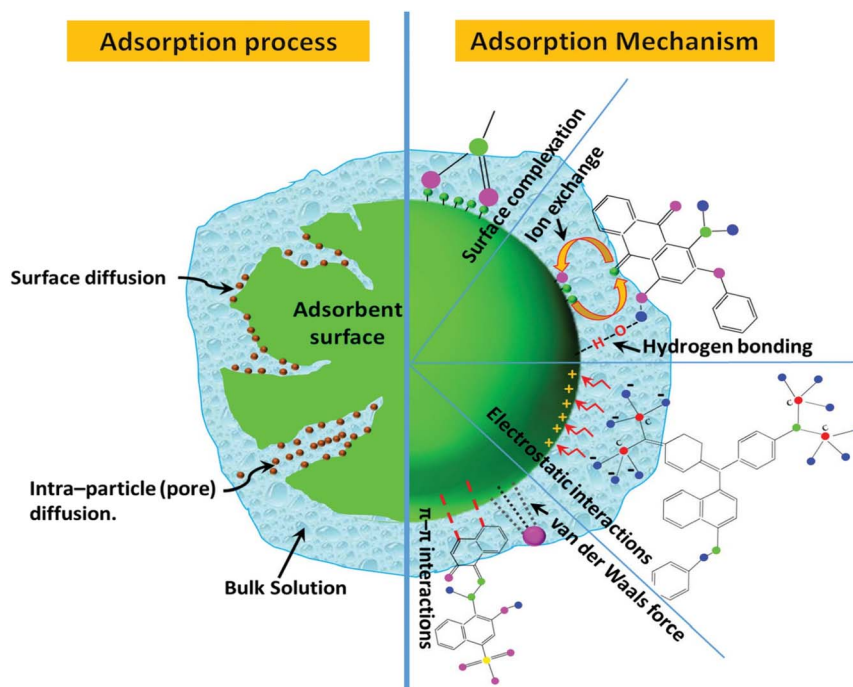 Adsorption process
Adsorption Mechanism
Surface complexation
Ion exchange
Surface diffusion
Adsorbent
surface
H O
Hydrogen bonding
+
+
+
+
+
- -
c
c
- -
-
c
c
Electrostatic interactions
van der Waals force
π–π interactions
Intra–particle (pore)
diffusion.
Bulk Solution